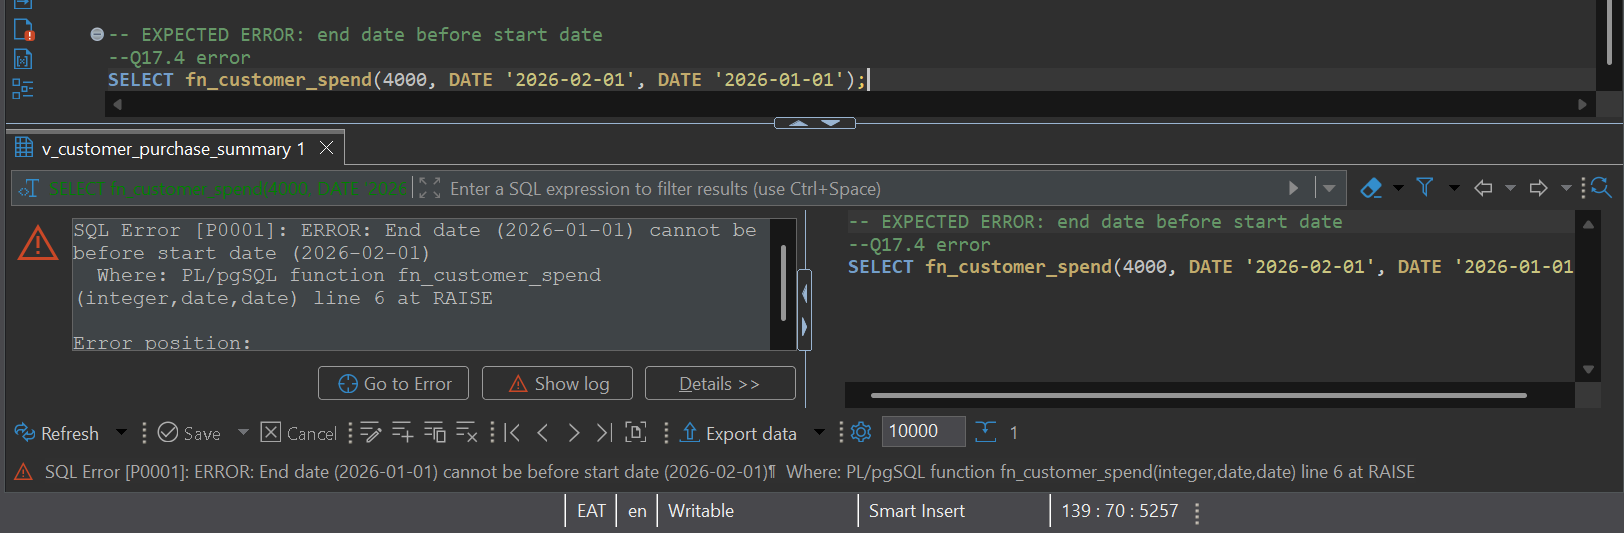 -- EXPECTED ERROR: end date before start date
--Q17.4 error
SELECT fn_customer_spend(4000, DATE '2026-02-01', DATE '2026-01-01');
v_customer_purchase_summary 1
SELECT fn_customer_spend(4000, DATE '2026
Enter a SQL expression to filter results (use Ctrl+Space)
SQL Error [P0001]: ERROR: End date (2026-01-01) cannot be
before start date (2026-02-01)
Where: PL/pgSQL function fn_customer_spend
(integer,date,date) line 6 at RAISE
Error position:
-- EXPECTED ERROR: end date before start date
--Q17.4 error
SELECT fn_customer_spend(4000, DATE '2026-02-01', DATE '2026-01-01
Go to Error
Show log
Details >>
Refresh
Save
Cancel
Export data
10000
1
SQL Error [P0001]: ERROR: End date (2026-01-01) cannot be before start date (2026-02-01)¶ Where: PL/pgSQL function fn_customer_spend(integer,date,date) line 6 at RAISE
EAT
en
Writable
Smart Insert
139 : 70 : 5257